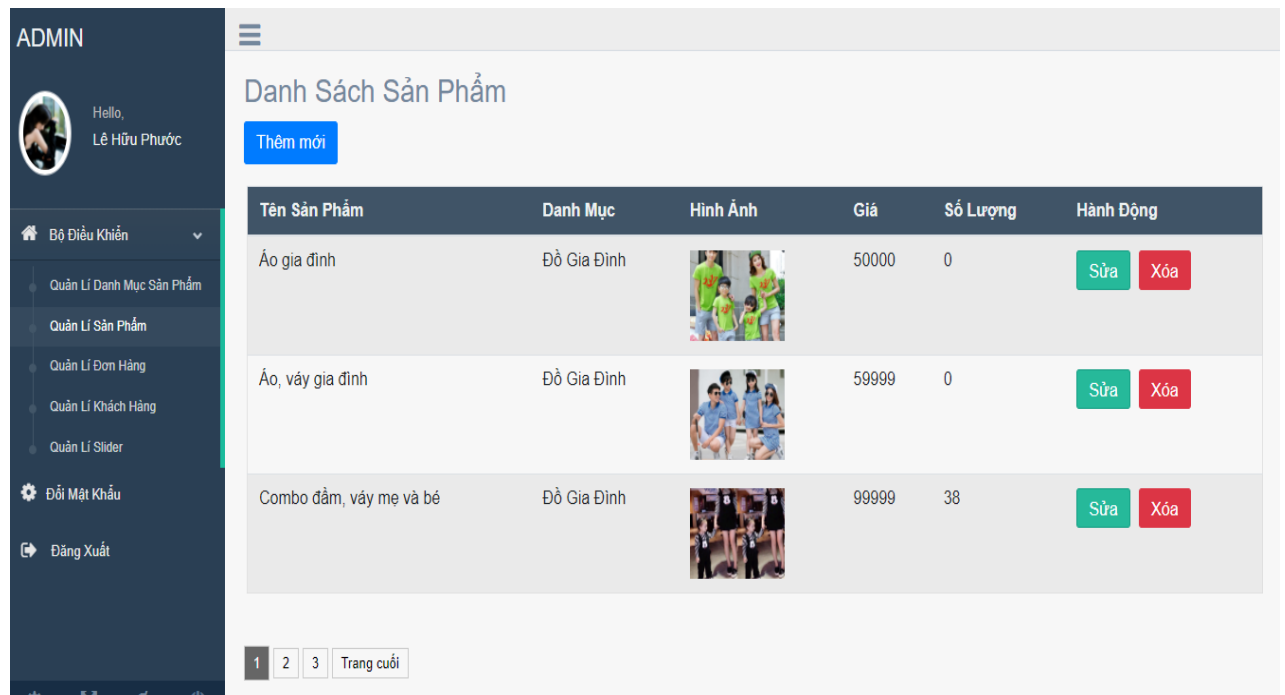 ADMIN
Hello,
Lê Hữu Phước
Bộ Điều Khiển
Quản Lí Danh Mục Sản Phẩm
Quản Lí Sản Phẩm
Quản Lí Đơn Hàng
Quản Lí Khách Hàng
Quản Lí Slider
Đổi Mật Khẩu
Đăng Xuất
Danh Sách Sản Phẩm
Thêm mới
Tên Sản Phẩm Danh Mục Hình Ảnh Giá Số Lượng Hành Động
Áo gia đình Đồ Gia Đình 50000 0 Sửa Xóa
Áo, váy gia đình Đồ Gia Đình 59999 0 Sửa Xóa
Combo đầm, váy mẹ và bé Đồ Gia Đình 99999 38 Sửa Xóa
1 2 3 Trang cuối